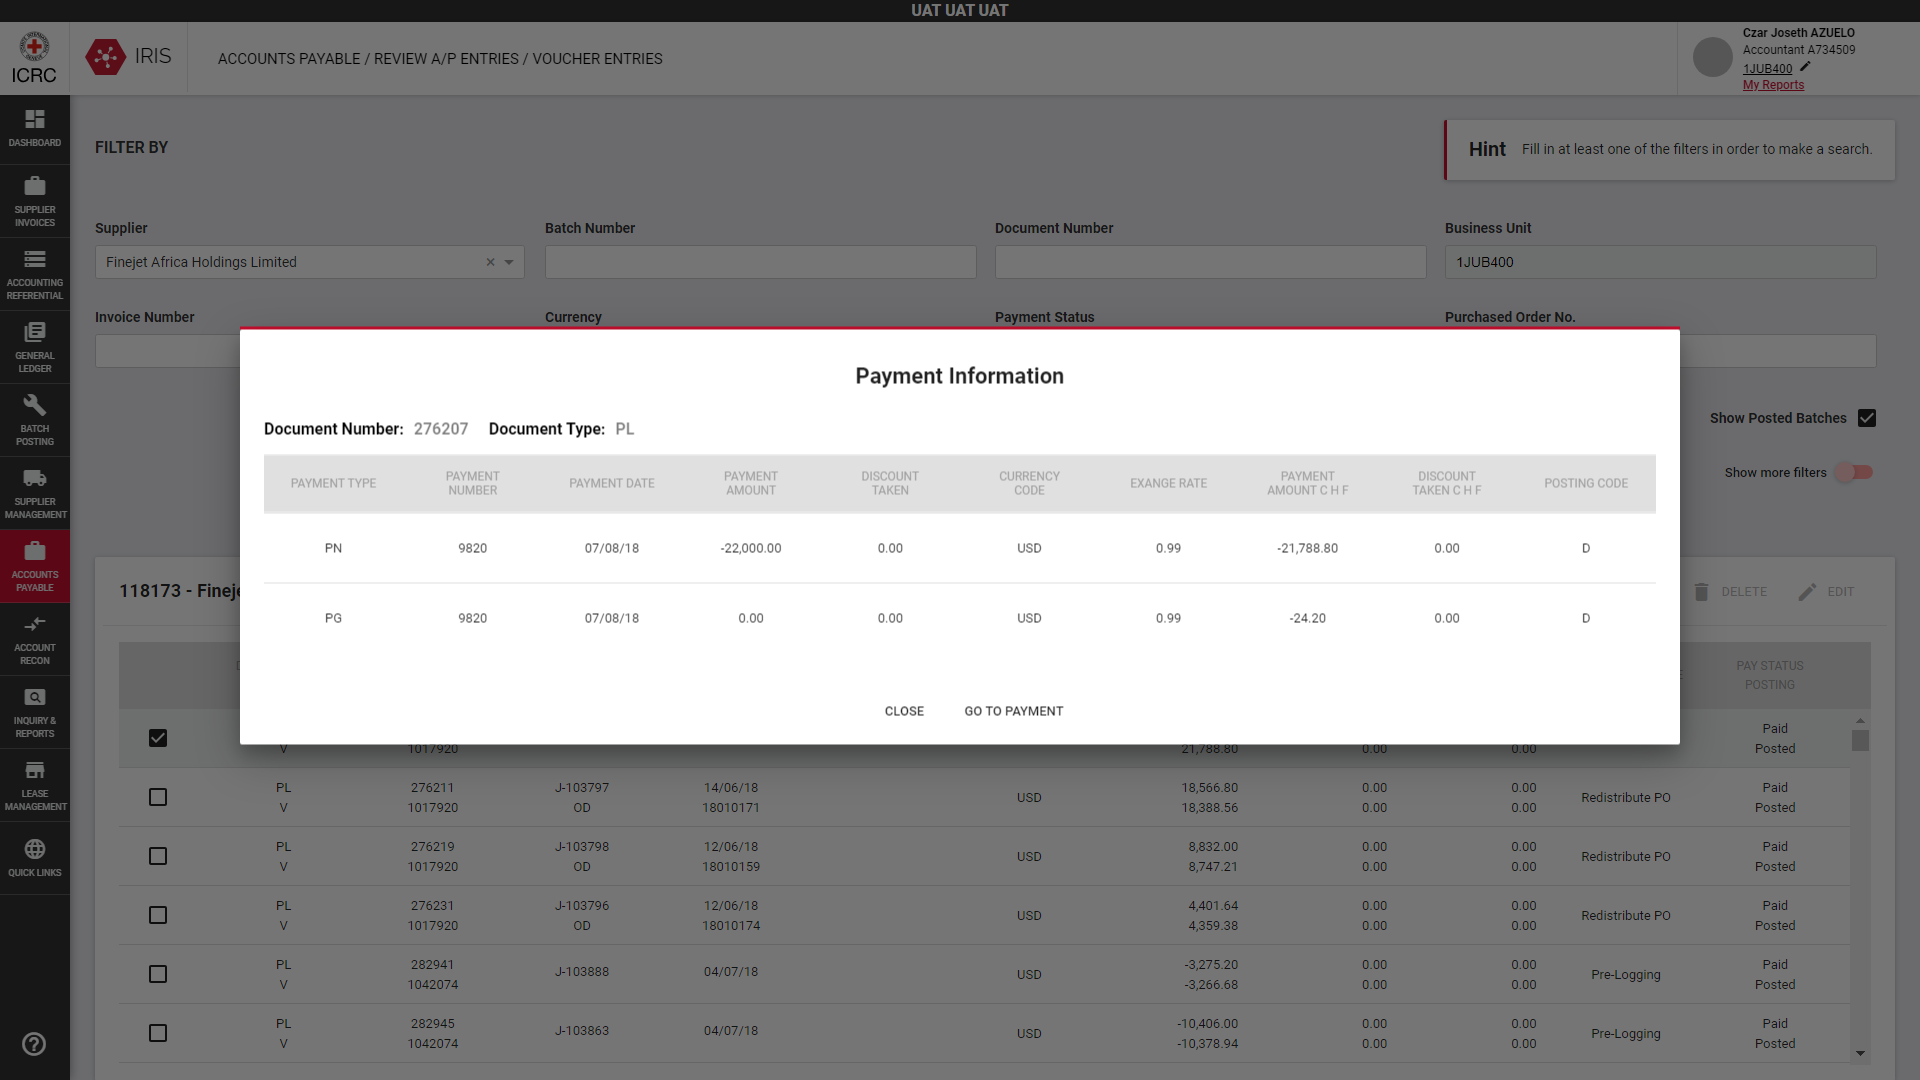 UAT UAT UAT
ICRC
IRIS
ACCOUNTS PAYABLE / REVIEW A/P ENTRIES / VOUCHER ENTRIES
Czar Joseth AZUELO
Accountant A734509
1JUB400
My Reports
DASHBOARD
SUPPLIER INVOICES
ACCOUNTING REFERENTIAL
GENERAL LEDGER
BATCH POSTING
SUPPLIER MANAGEMENT
ACCOUNTS PAYABLE
ACCOUNT RECON
INQUIRY & REPORTS
LEASE MANAGEMENT
QUICK LINKS
FILTER BY
Hint Fill in at least one of the filters in order to make a search.
Supplier Batch Number Document Number Business Unit
Finejet Africa Holdings Limited 1JUB400
Invoice Number Currency Payment Status Purchased Order No.
Show Posted Batches
Show more filters
Payment Information
Document Number: 276207 Document Type: PL
PAYMENT TYPE PAYMENT NUMBER PAYMENT DATE PAYMENT AMOUNT DISCOUNT TAKEN CURRENCY CODE EXANGE RATE PAYMENT AMOUNT C H F DISCOUNT TAKEN C H F POSTING CODE
PN 9820 07/08/18 -22,000.00 0.00 USD 0.99 -21,788.80 0.00 D
PG 9820 07/08/18 0.00 0.00 USD 0.99 -24.20 0.00 D
CLOSE GO TO PAYMENT
118173 - Fineje
DELETE EDIT
PAY STATUS
POSTING
Paid
V 1017920 21,788.80 0.00 0.00 Posted
PL 276211 J-103797 14/06/18 18,566.80 0.00 0.00 Paid
USD Redistribute PO
V 1017920 OD 18010171 18,388.56 0.00 0.00 Posted
PL 276219 J-103798 12/06/18 8,832.00 0.00 0.00 Paid
USD Redistribute PO
V 1017920 OD 18010159 8,747.21 0.00 0.00 Posted
PL 276231 J-103796 12/06/18 4,401.64 0.00 0.00 Paid
USD Redistribute PO
V 1017920 OD 18010174 4,359.38 0.00 0.00 Posted
PL 282941 J-103888 04/07/18 -3,275.20 0.00 0.00 Paid
USD Pre-Logging
V 1042074 -3,266.68 0.00 0.00 Posted
PL 282945 J-103863 04/07/18 -10,406.00 0.00 0.00 Paid
USD Pre-Logging
V 1042074 -10,378.94 0.00 0.00 Posted